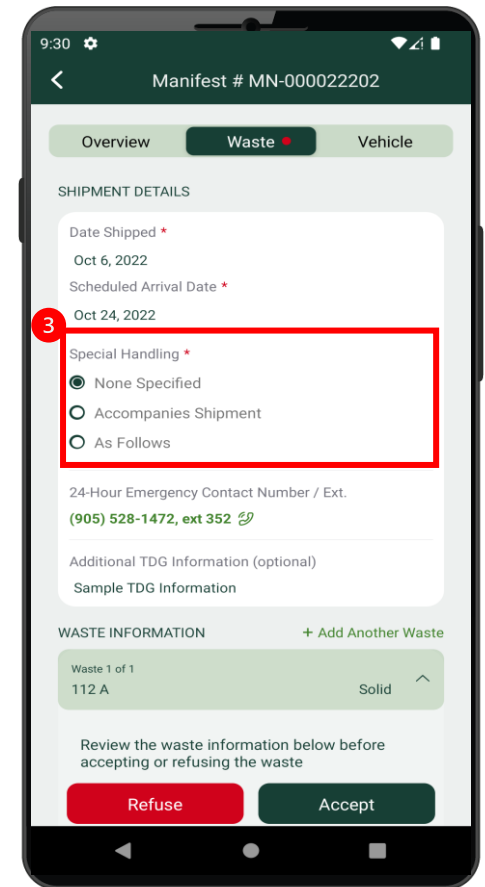 9:30
Manifest # MN-000022202
Overview Waste Vehicle
SHIPMENT DETAILS
Date Shipped *
Oct 6, 2022
Scheduled Arrival Date *
Oct 24, 2022
3
Special Handling *
None Specified
Accompanies Shipment
As Follows
24-Hour Emergency Contact Number / Ext.
(905) 528-1472, ext 352
Additional TDG Information (optional)
Sample TDG Information
WASTE INFORMATION + Add Another Waste
Waste 1 of 1
112 A Solid
Review the waste information below before
accepting or refusing the waste
Refuse Accept